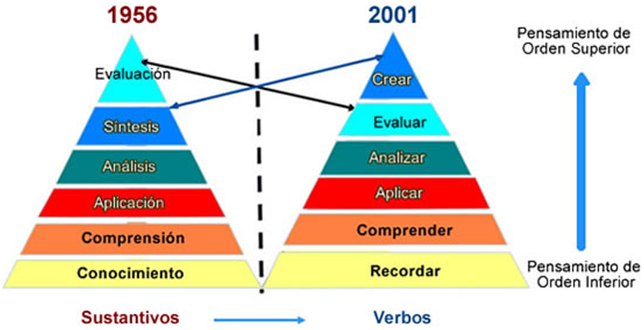 1956
Evaluación
Síntesis
Análisis
Aplicación
Comprensión
Conocimiento
Sustantivos
2001
Crear
Evaluar
Analizar
Aplicar
Comprender
Recordar
Verbos
Pensamiento de
Orden Superior
Pensamiento de
Orden Inferior